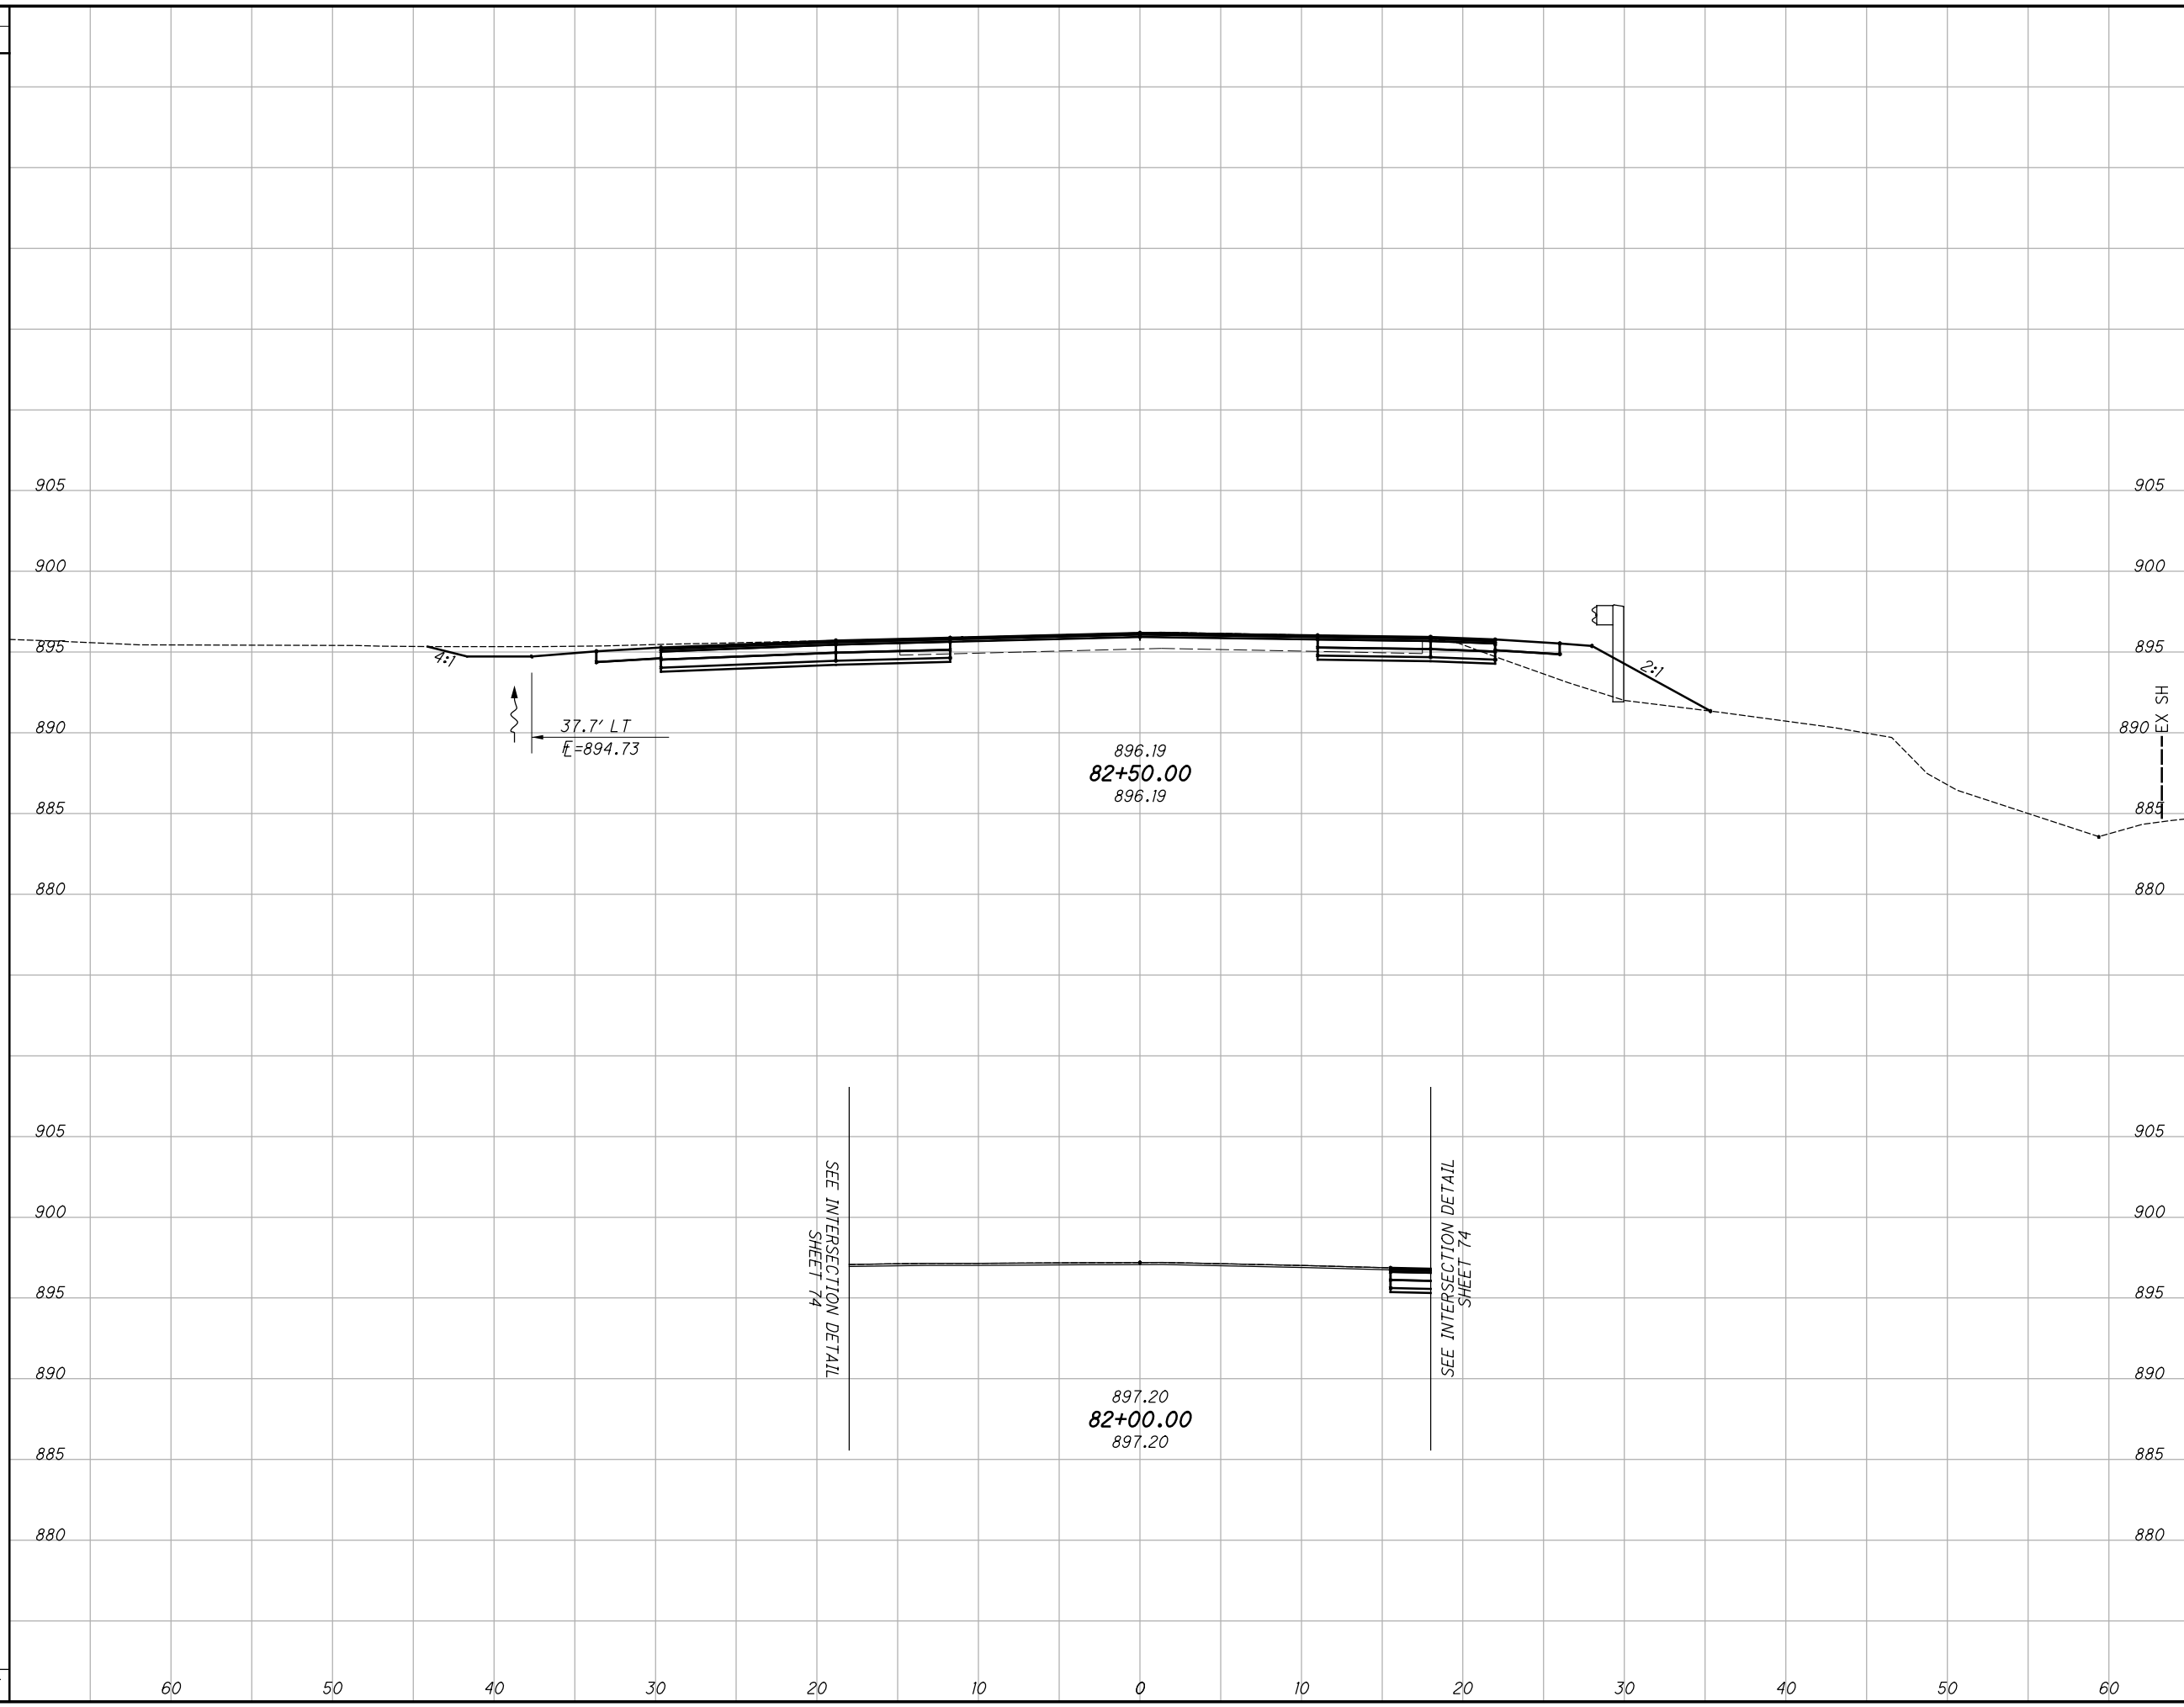 905 905
900 900
895 895
4:1 2:1
EX SH
890 890
37.7' LT
FL=894.73
896.19
82+50.00
896.19
885 885
880 880
905 905
SEE INTERSECTION DETAIL
SHEET 74
SEE INTERSECTION DETAIL
SHEET 74
900 900
895 895
890 890
897.20
82+00.00
897.20
885 885
880 880
60 50 40 30 20 10 0 10 20 30 40 50 60